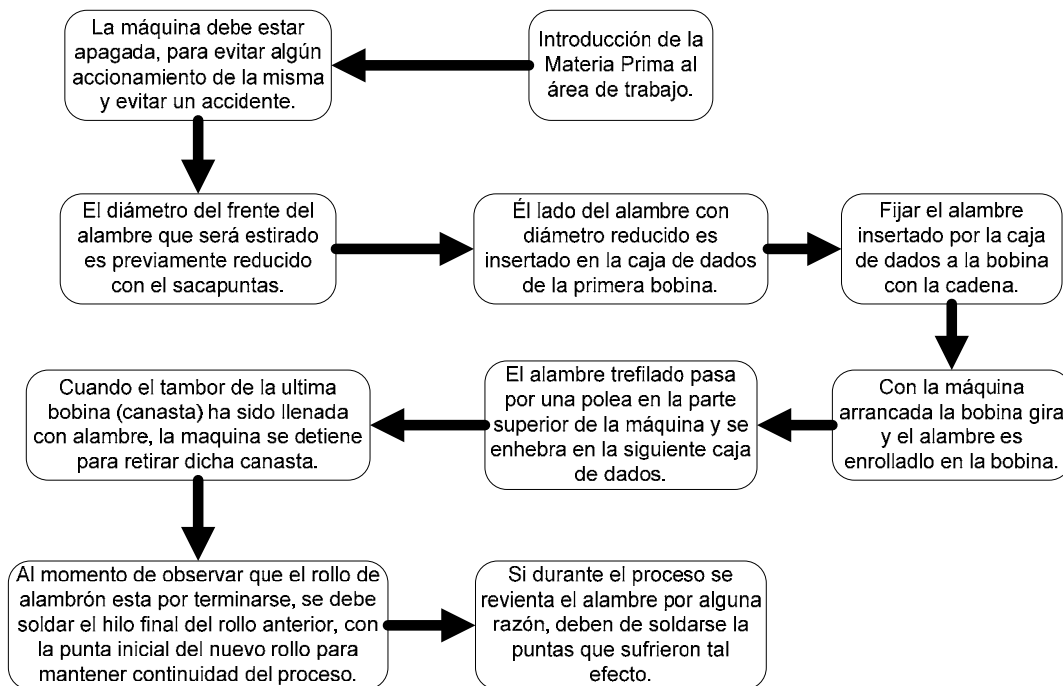 Introducción de la
Materia Prima al
área de trabajo.
La máquina debe estar
apagada, para evitar algún
accionamiento de la misma
y evitar un accidente.
El diámetro del frente del
alambre que será estirado
es previamente reducido
con el sacapuntas.
Él lado del alambre con
diámetro reducido es
insertado en la caja de dados
de la primera bobina.
Fijar el alambre
insertado por la caja
de dados a la bobina
con la cadena.
Con la máquina
arrancada la bobina gira
y el alambre es
enrolladlo en la bobina.
El alambre trefilado pasa
por una polea en la parte
superior de la máquina y se
enhebra en la siguiente caja
de dados.
Cuando el tambor de la ultima
bobina (canasta) ha sido llenada
con alambre, la maquina se detiene
para retirar dicha canasta.
Al momento de observar que el rollo de
alambrón esta por terminarse, se debe
soldar el hilo final del rollo anterior, con
la punta inicial del nuevo rollo para
mantener continuidad del proceso.
Si durante el proceso se
revienta el alambre por alguna
razón, deben de soldarse la
puntas que sufrieron tal
efecto.